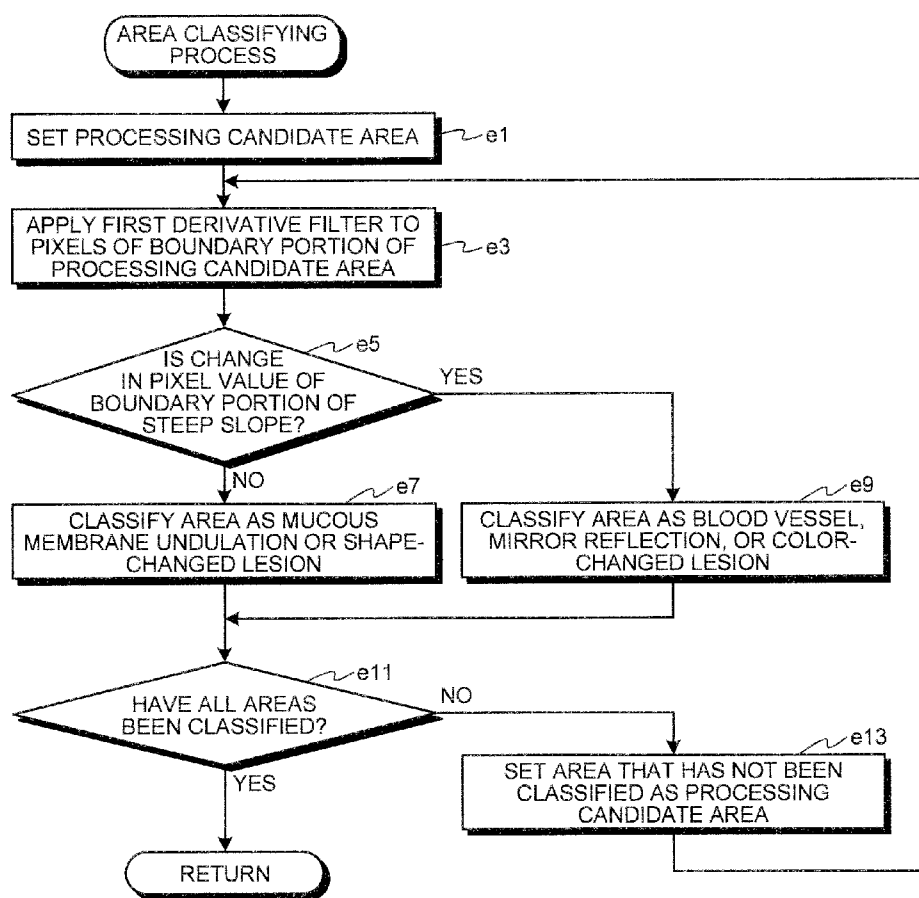 AREA CLASSIFYING
PROCESS
SET PROCESSING CANDIDATE AREA
e1
APPLY FIRST DERIVATIVE FILTER TO
PIXELS OF BOUNDARY PORTION OF
PROCESSING CANDIDATE AREA
e3
IS CHANGE
IN PIXEL VALUE OF
BOUNDARY PORTION OF
STEEP SLOPE?
e5
YES
NO
CLASSIFY AREA AS MUCOUS
MEMBRANE UNDULATION OR SHAPE-
CHANGED LESION
e7
CLASSIFY AREA AS BLOOD VESSEL,
MIRROR REFLECTION, OR COLOR-
CHANGED LESION
e9
HAVE ALL AREAS
BEEN CLASSIFIED?
e11
NO
YES
SET AREA THAT HAS NOT BEEN
CLASSIFIED AS PROCESSING
CANDIDATE AREA
e13
RETURN